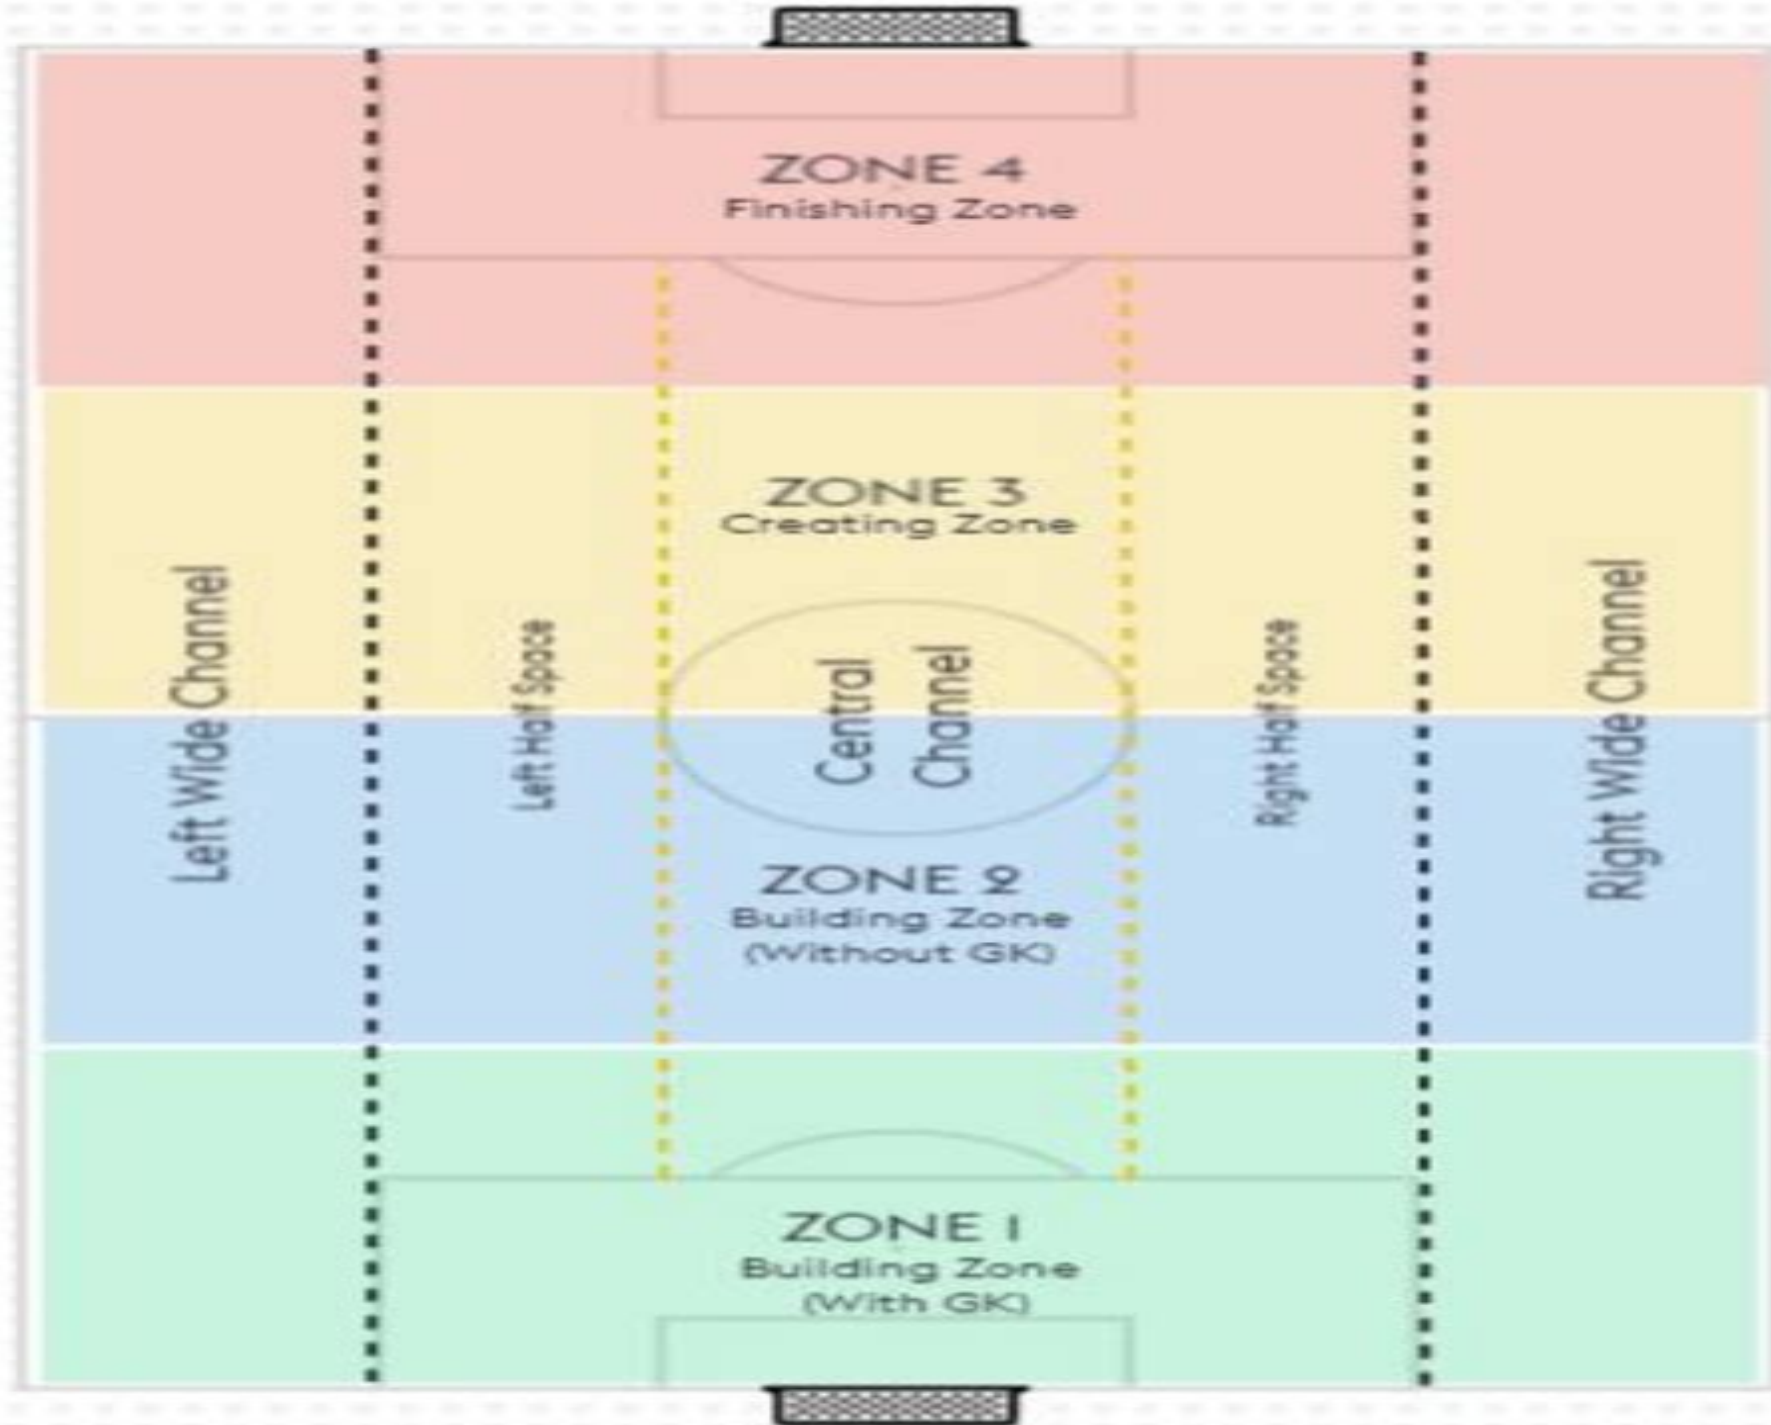 ZONE 4
Finishing Zone
ZONE 3
Creating Zone
Left Wide Channel
Left Half Space
Central
Channel
Right Half Space
Right Wide Channel
ZONE 2
Building Zone
(Without GK)
ZONE 1
Building Zone
(With GK)